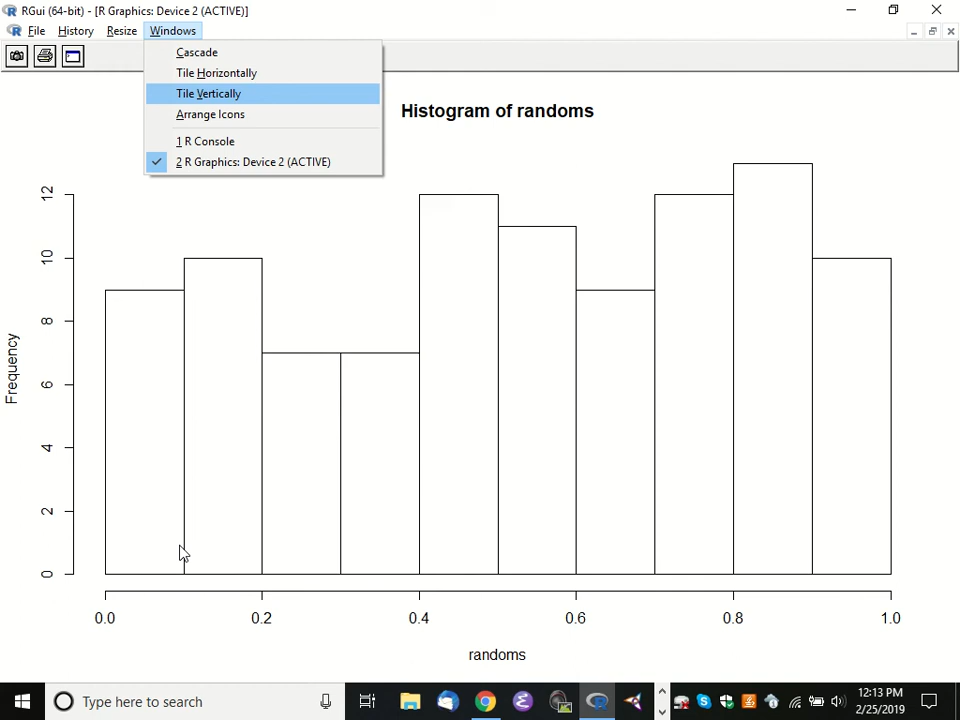 RGui (64-bit) - [R Graphics: Device 2 (ACTIVE)]
File History Resize Windows
Cascade
Tile Horizontally
Tile Vertically
Arrange Icons
1 R Console
2 R Graphics: Device 2 (ACTIVE)
Histogram of randoms
Frequency
12
10
8
6
4
2
0
0.0 0.2 0.4 0.6 0.8 1.0
randoms
Type here to search
12:13 PM
2/25/2019